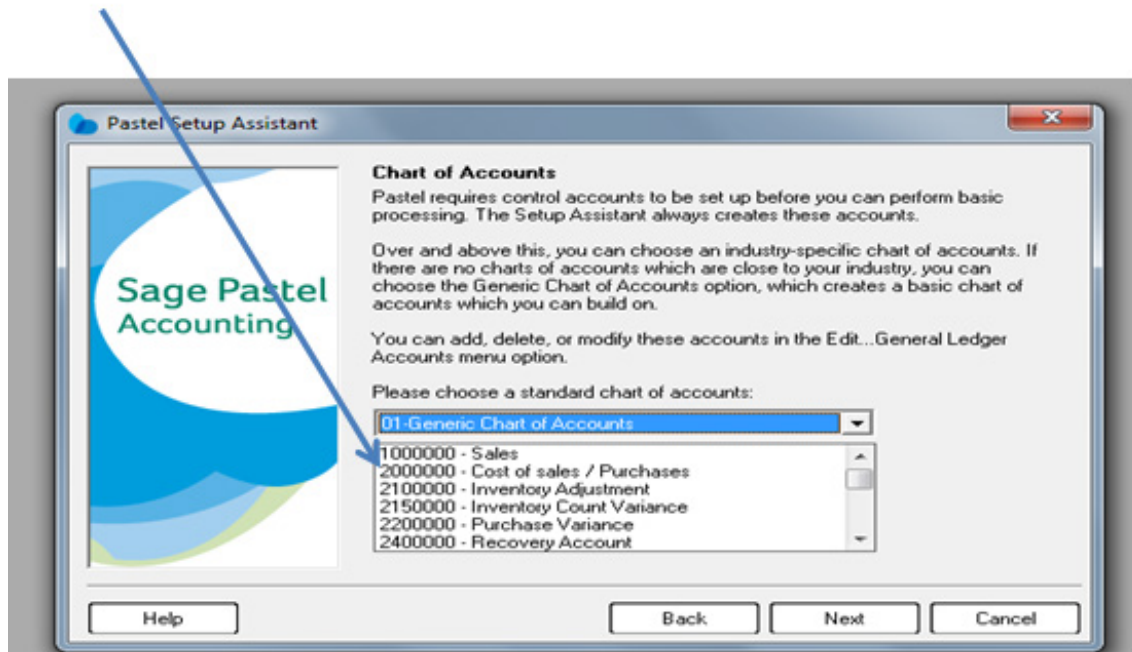 Pastel Setup Assistant
Sage Pastel
Accounting
Chart of Accounts
Pastel requires control accounts to be set up before you can perform basic
processing. The Setup Assistant always creates these accounts.
Over and above this, you can choose an industry-specific chart of accounts. If
there are no charts of accounts which are close to your industry, you can
choose the Generic Chart of Accounts option, which creates a basic chart of
accounts which you can build on.
You can add, delete, or modify these accounts in the Edit...General Ledger
Accounts menu option.
Please choose a standard chart of accounts:
01-Generic Chart of Accounts
1000000 - Sales
2000000 - Cost of sales / Purchases
2100000 - Inventory Adjustment
2150000 - Inventory Count Variance
2200000 - Purchase Variance
2400000 - Recovery Account
Help
Back
Next
Cancel